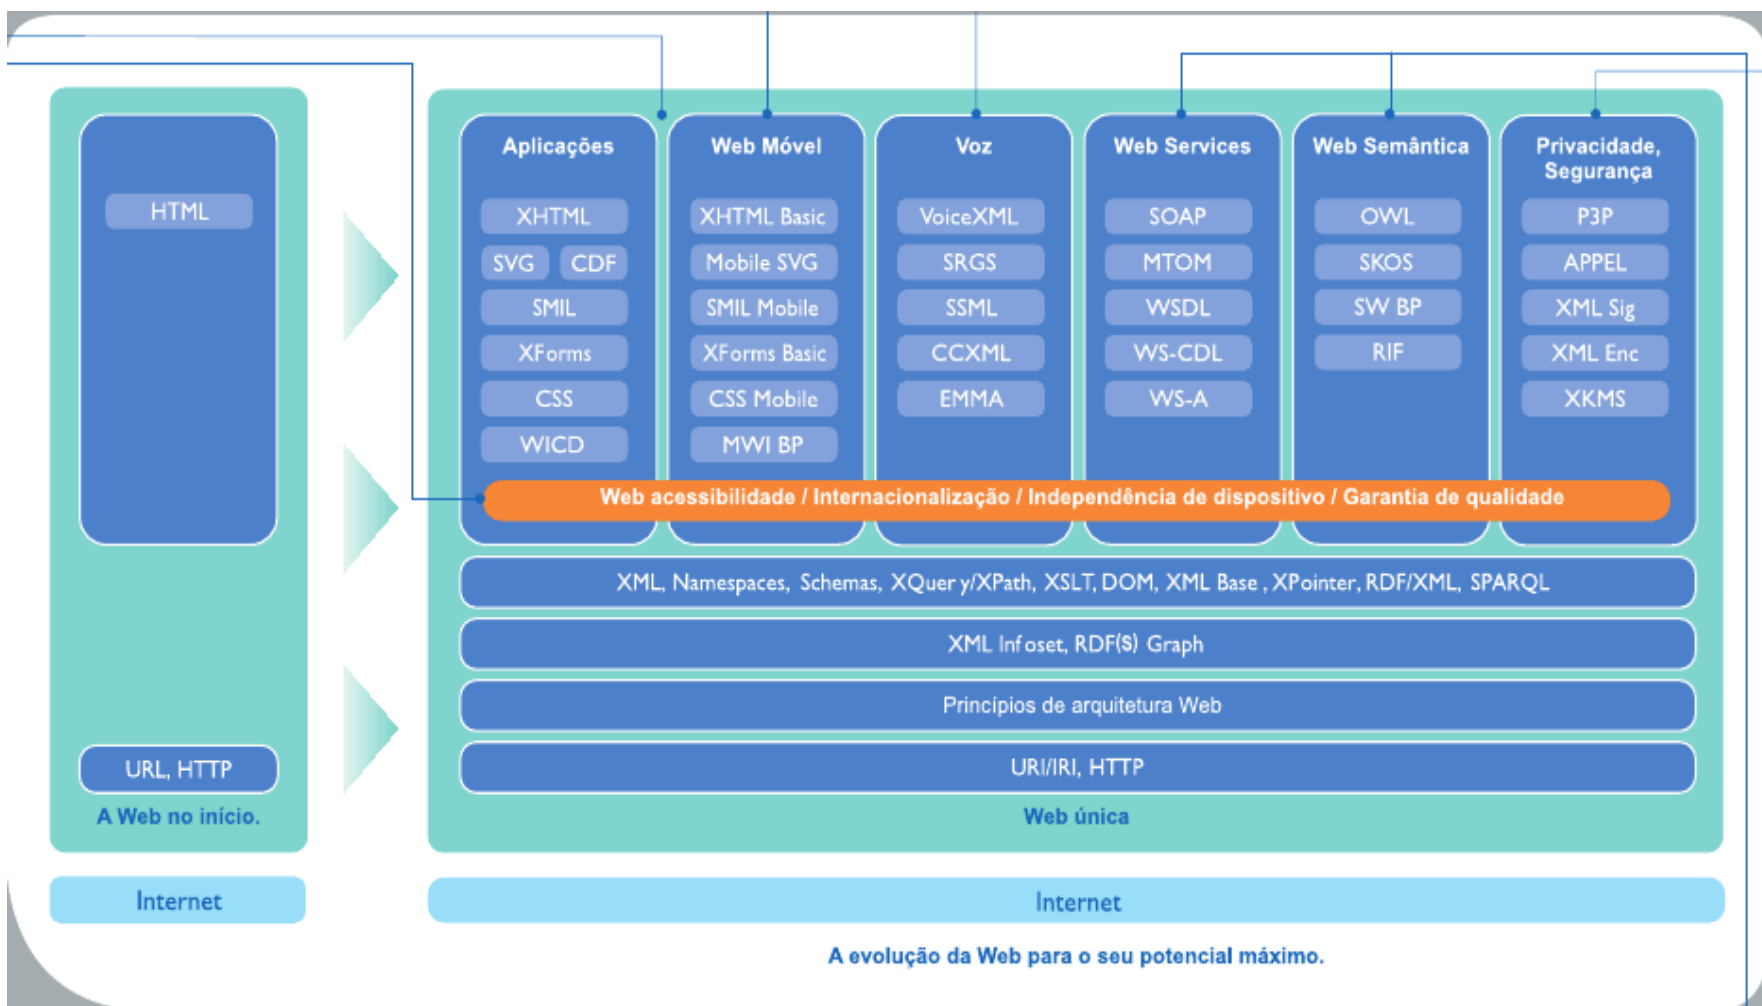 HTML
URL, HTTP
A Web no início.
Internet
Aplicações
XHTML
SVG
CDF
SMIL
XForms
CSS
WICD
Web Móvel
XHTML Basic
Mobile SVG
SMIL Mobile
XForms Basic
CSS Mobile
MWI BP
Voz
VoiceXML
SRGS
SSML
CCXML
EMMA
Web Services
SOAP
MTOM
WSDL
WS-CDL
WS-A
Web Semântica
OWL
SKOS
SW BP
RIF
Privacidade,
Segurança
P3P
APPEL
XML Sig
XML Enc
XKMS
Web acessibilidade / Internacionalização / Independência de dispositivo / Garantia de qualidade
XML, Namespaces, Schemas, XQuery/XPath, XSLT, DOM, XML Base, XPointer, RDF/XML, SPARQL
XML Infoset, RDF(S) Graph
Princípios de arquitetura Web
URI/IRI, HTTP
Web única
Internet
A evolução da Web para o seu potencial máximo.